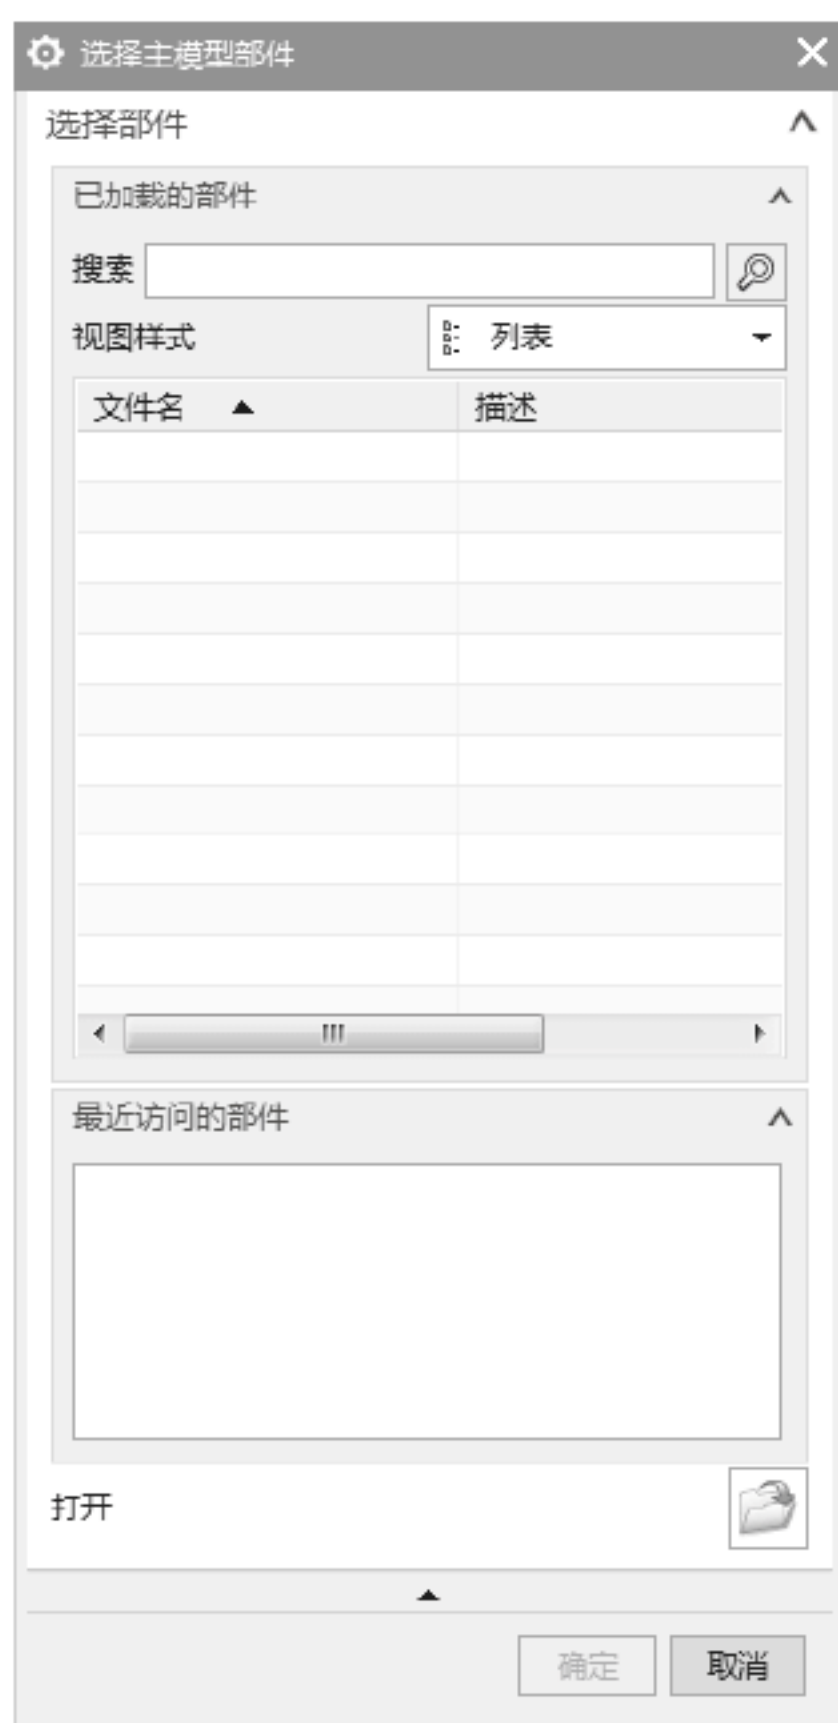 选择主模型部件
选择部件
已加载的部件
搜索
视图样式 列表
文件名 描述
最近访问的部件
打开
确定 取消